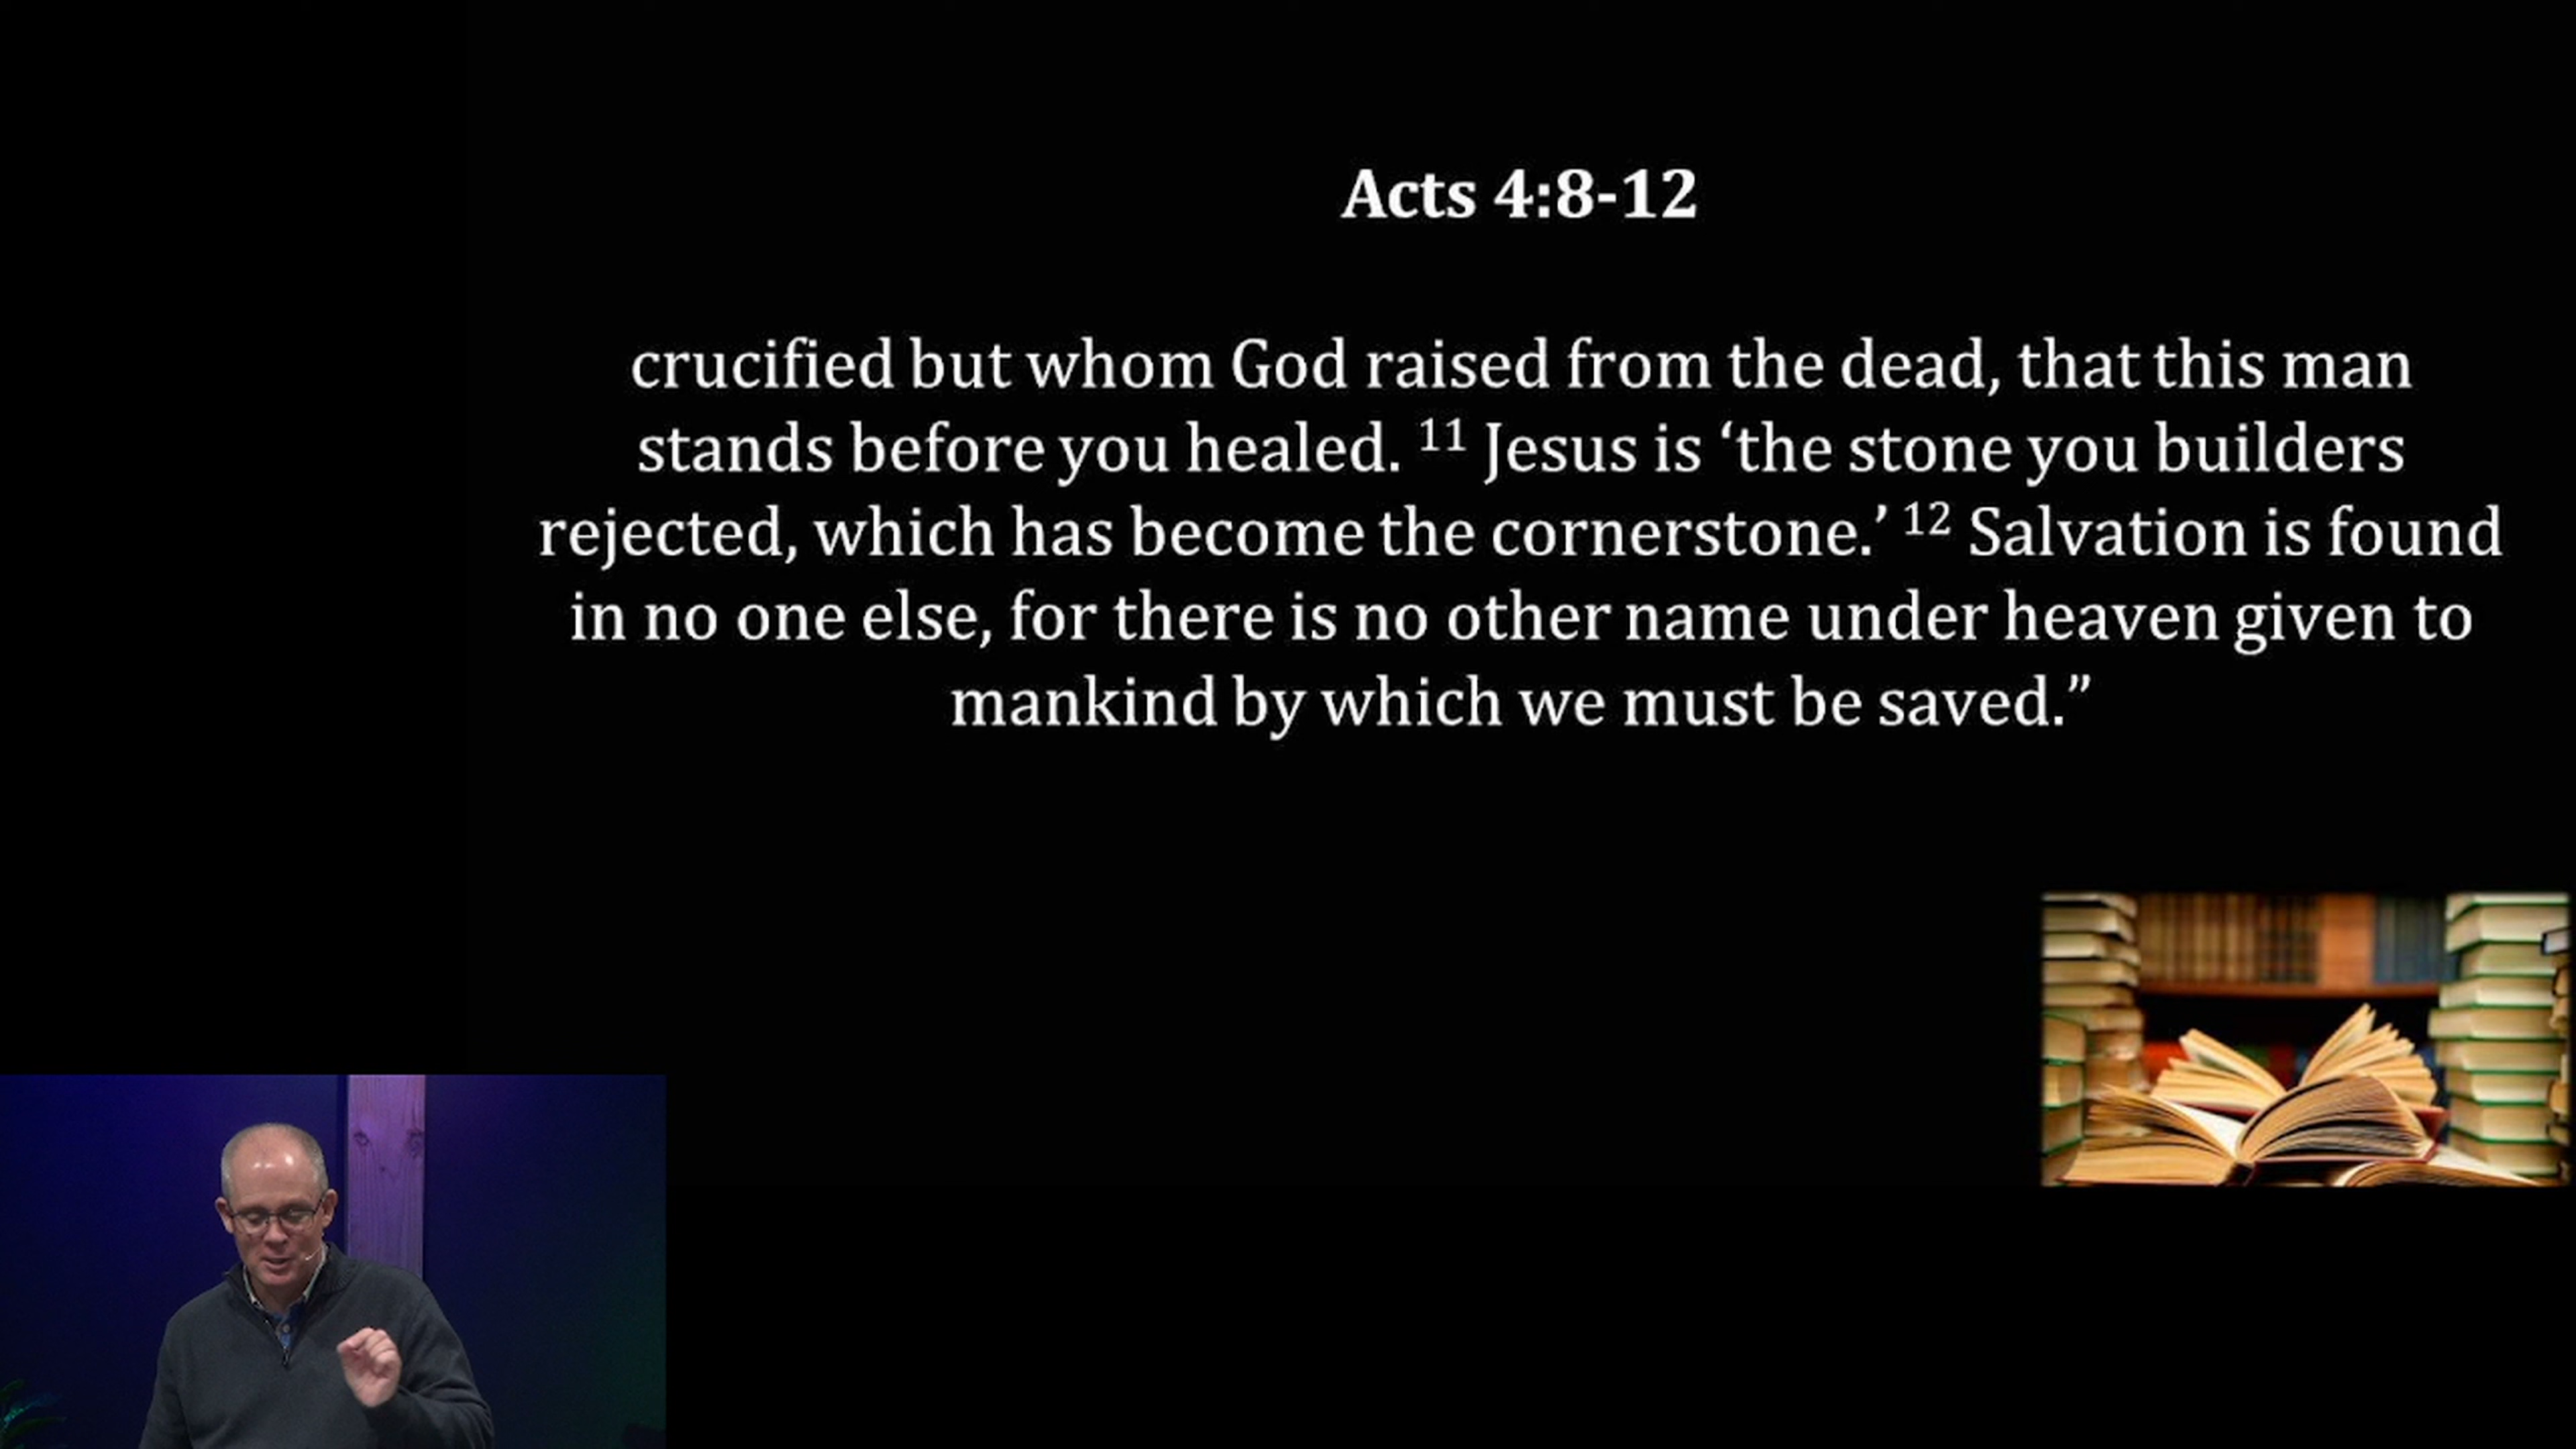 Acts 4:8-12
crucified but whom God raised from the dead, that this man
stands before you healed. ¹¹ Jesus is ‘the stone you builders
rejected, which has become the cornerstone.’ ¹² Salvation is found
in no one else, for there is no other name under heaven given to
mankind by which we must be saved.”